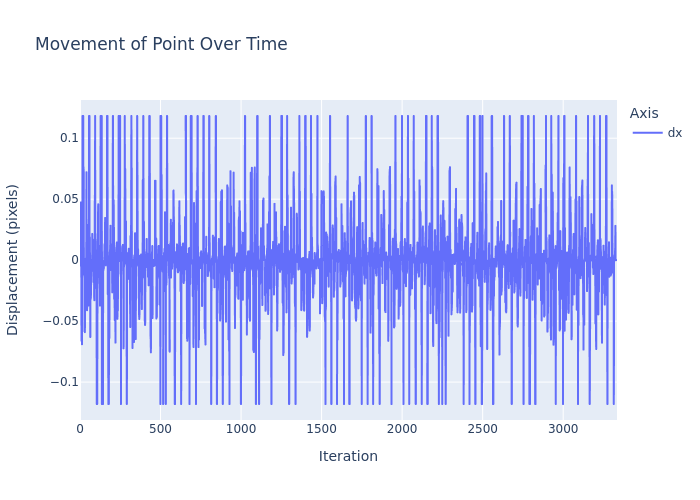 Movement of Point Over Time
Axis
dx
Displacement (pixels)
0.1
0.05
0
−0.05
−0.1
0 500 1000 1500 2000 2500 3000
Iteration